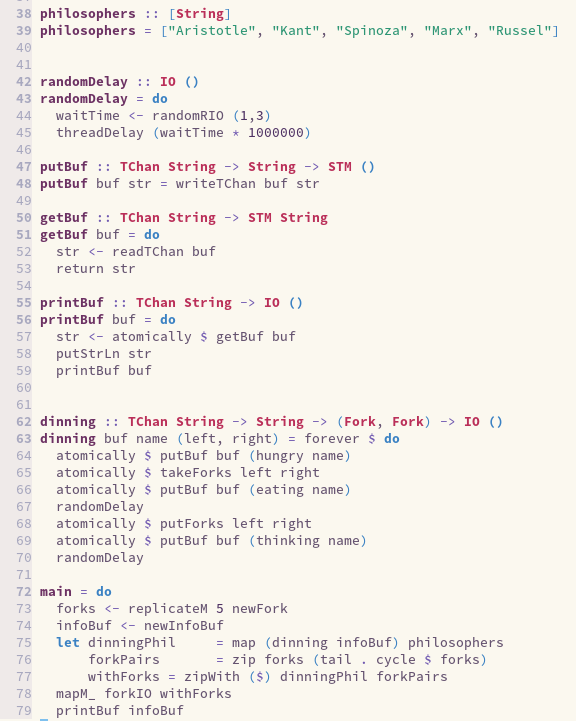 38 philosophers :: [String]
39 philosophers = ["Aristotle", "Kant", "Spinoza", "Marx", "Russel"]
40
41
42 randomDelay :: IO ()
43 randomDelay = do
44   waitTime <- randomRIO (1,3)
45   threadDelay (waitTime * 1000000)
46
47 putBuf :: TChan String -> String -> STM ()
48 putBuf buf str = writeTChan buf str
49
50 getBuf :: TChan String -> STM String
51 getBuf buf = do
52   str <- readTChan buf
53   return str
54
55 printBuf :: TChan String -> IO ()
56 printBuf buf = do
57   str <- atomically $ getBuf buf
58   putStrLn str
59   printBuf buf
60
61
62 dinning :: TChan String -> String -> (Fork, Fork) -> IO ()
63 dinning buf name (left, right) = forever $ do
64   atomically $ putBuf buf (hungry name)
65   atomically $ takeForks left right
66   atomically $ putBuf buf (eating name)
67   randomDelay
68   atomically $ putForks left right
69   atomically $ putBuf buf (thinking name)
70   randomDelay
71
72 main = do
73   forks <- replicateM 5 newFork
74   infoBuf <- newInfoBuf
75   let dinningPhil     = map (dinning infoBuf) philosophers
76       forkPairs       = zip forks (tail . cycle $ forks)
77       withForks = zipWith ($) dinningPhil forkPairs
78   mapM_ forkIO withForks
79   printBuf infoBuf